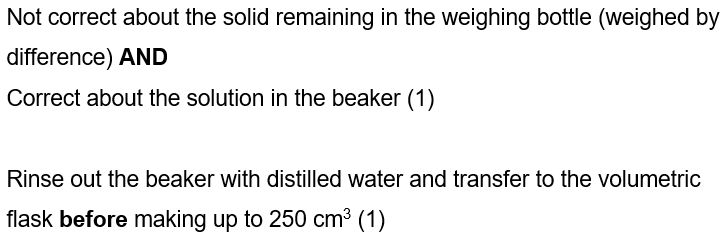 Not correct about the solid remaining in the weighing bottle (weighed by
difference) AND
Correct about the solution in the beaker (1)
Rinse out the beaker with distilled water and transfer to the volumetric
flask before making up to 250 cm³ (1)